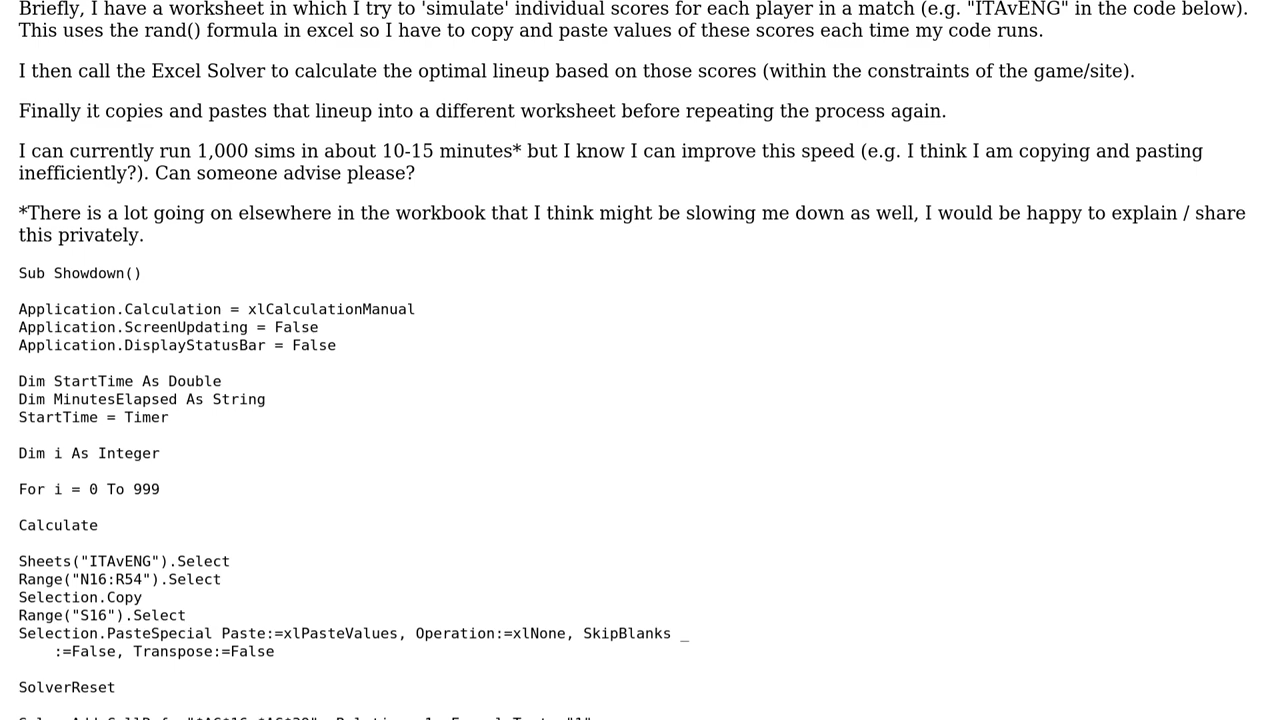 Briefly, I have a worksheet in which I try to 'simulate' individual scores for each player in a match (e.g. "ITAvENG" in the code below).
This uses the rand() formula in excel so I have to copy and paste values of these scores each time my code runs.
I then call the Excel Solver to calculate the optimal lineup based on those scores (within the constraints of the game/site).
Finally it copies and pastes that lineup into a different worksheet before repeating the process again.
I can currently run 1,000 sims in about 10-15 minutes* but I know I can improve this speed (e.g. I think I am copying and pasting
inefficiently?). Can someone advise please?
*There is a lot going on elsewhere in the workbook that I think might be slowing me down as well, I would be happy to explain / share
this privately.
Sub Showdown()
Application.Calculation = xlCalculationManual
Application.ScreenUpdating = False
Application.DisplayStatusBar = False
Dim StartTime As Double
Dim MinutesElapsed As String
StartTime = Timer
Dim i As Integer
For i = 0 To 999
Calculate
Sheets("ITAvENG").Select
Range("N16:R54").Select
Selection.Copy
Range("S16").Select
Selection.PasteSpecial Paste:=xlPasteValues, Operation:=xlNone, SkipBlanks _
    :=False, Transpose:=False
SolverReset